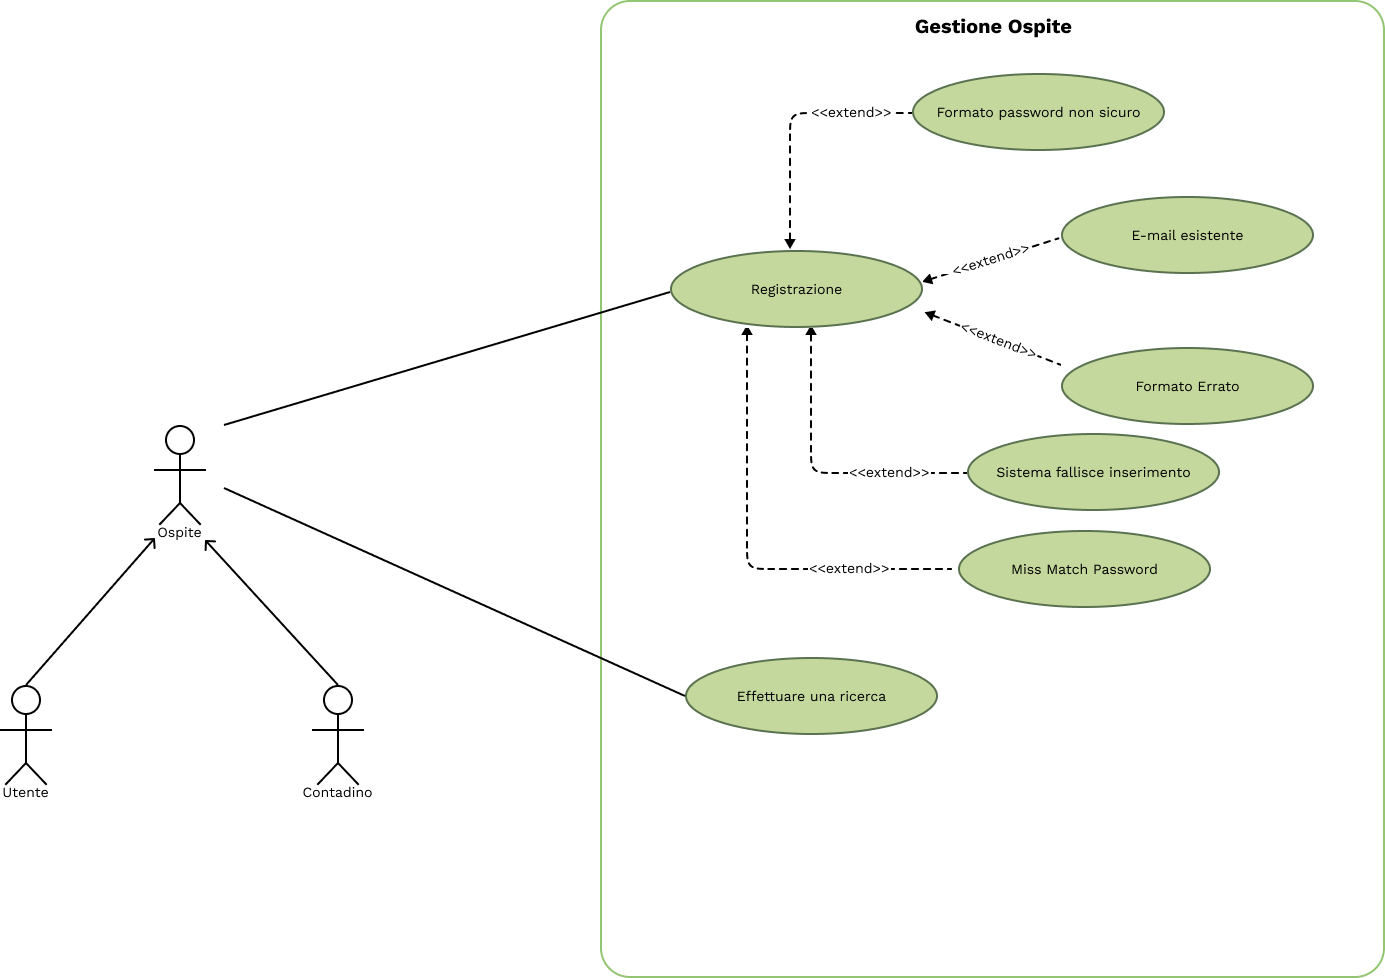 Gestione Ospite
<<extend>>
Formato password non sicuro
E-mail esistente
<<extend>>
Registrazione
<<extend>>
Formato Errato
<<extend>>
Sistema fallisce inserimento
Ospite
<<extend>>
Miss Match Password
Effettuare una ricerca
Utente
Contadino